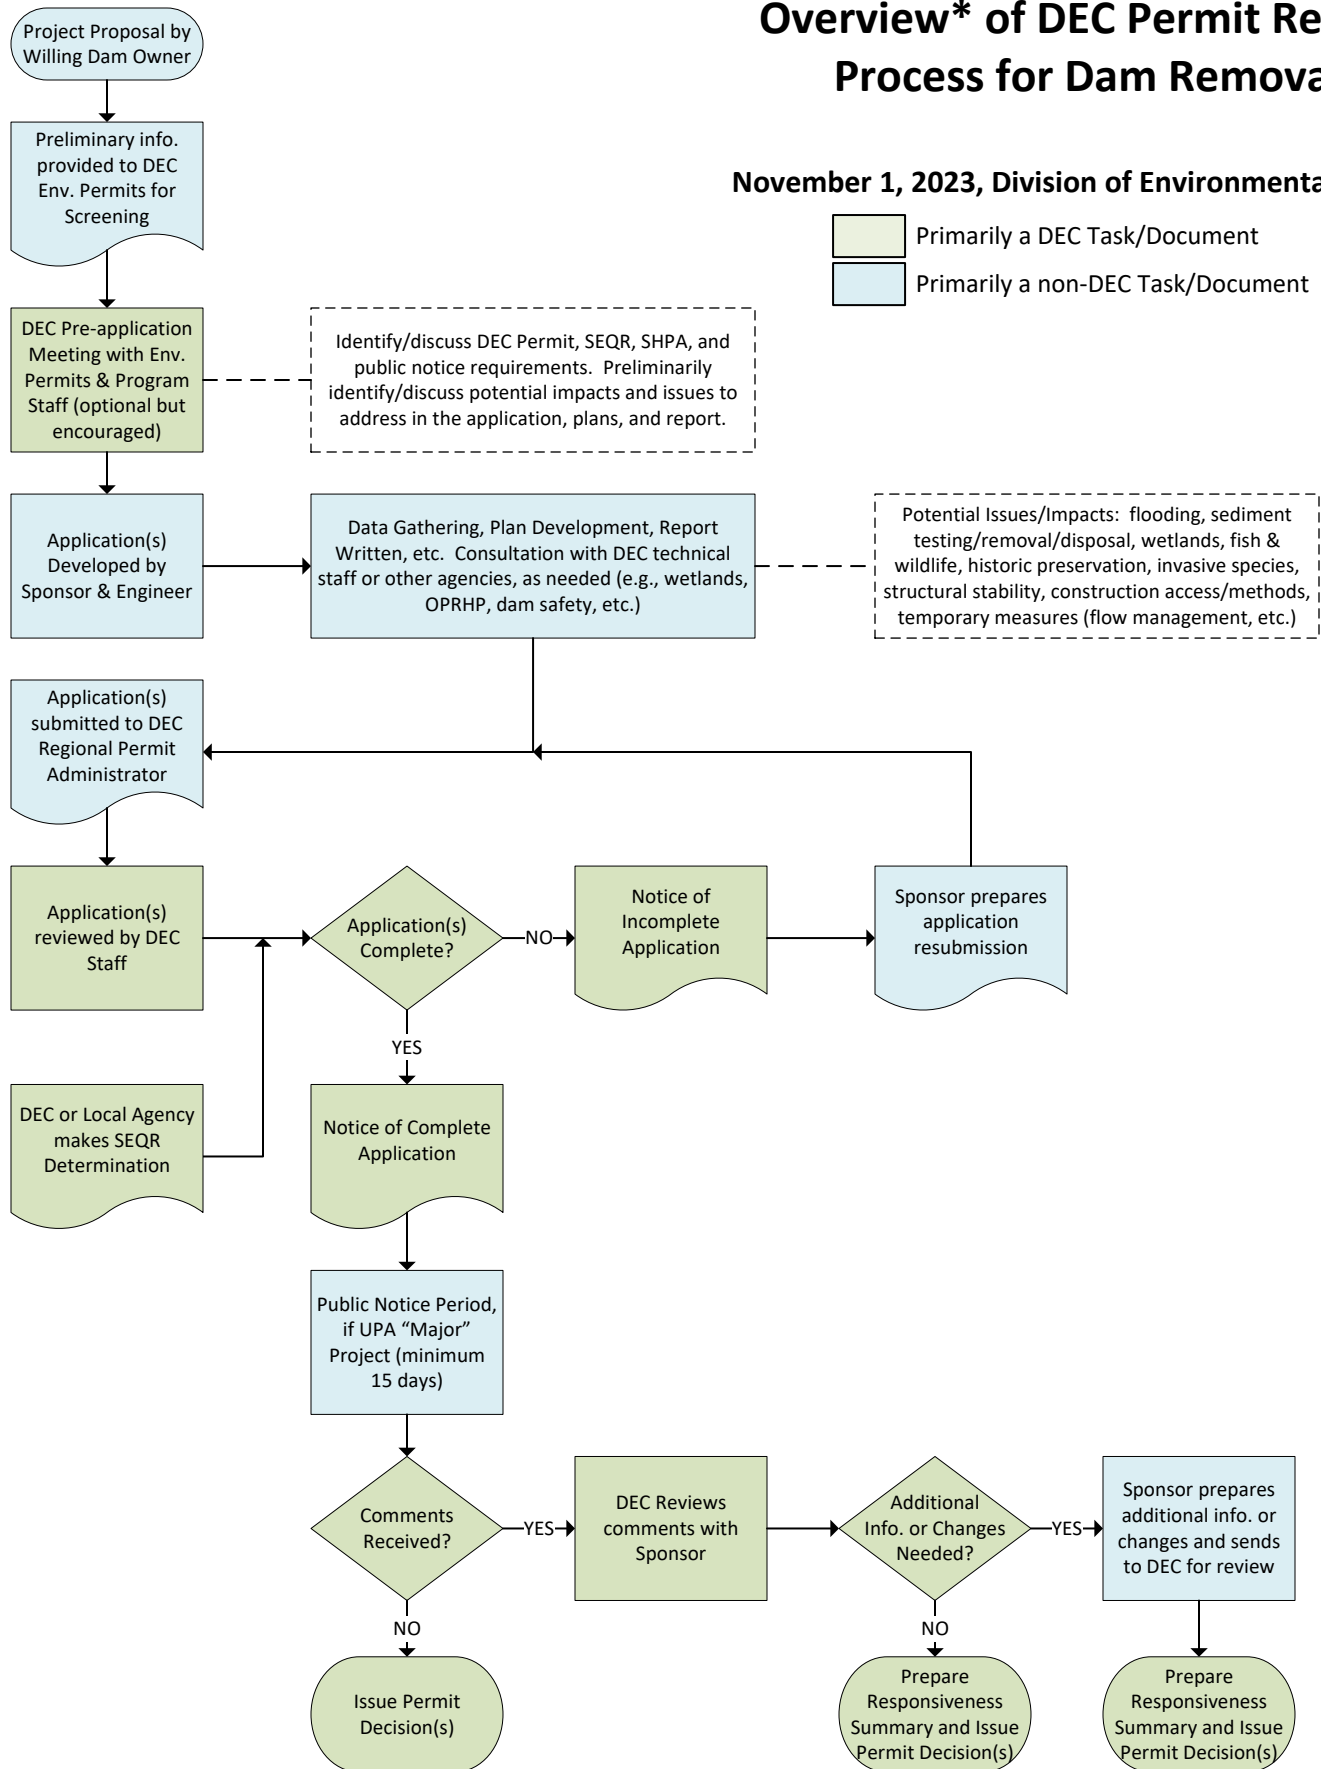 Overview* of DEC Permit Re
Process for Dam Remova
November 1, 2023, Division of Environmenta
Primarily a DEC Task/Document
Primarily a non-DEC Task/Document
Project Proposal by
Willing Dam Owner
Preliminary info.
provided to DEC
Env. Permits for
Screening
DEC Pre-application
Meeting with Env.
Permits & Program
Staff (optional but
encouraged)
Identify/discuss DEC Permit, SEQR, SHPA, and
public notice requirements.  Preliminarily
identify/discuss potential impacts and issues to
address in the application, plans, and report.
Application(s)
Developed by
Sponsor & Engineer
Data Gathering, Plan Development, Report
Written, etc.  Consultation with DEC technical
staff or other agencies, as needed (e.g., wetlands,
OPRHP, dam safety, etc.)
Potential Issues/Impacts:  flooding, sediment
testing/removal/disposal, wetlands, fish &
wildlife, historic preservation, invasive species,
structural stability, construction access/methods,
temporary measures (flow management, etc.)
Application(s)
submitted to DEC
Regional Permit
Administrator
Application(s)
reviewed by DEC
Staff
Application(s)
Complete?
NO
Notice of
Incomplete
Application
Sponsor prepares
application
resubmission
YES
DEC or Local Agency
makes SEQR
Determination
Notice of Complete
Application
Public Notice Period,
if UPA “Major”
Project (minimum
15 days)
Comments
Received?
YES
DEC Reviews
comments with
Sponsor
Additional
Info. or Changes
Needed?
YES
Sponsor prepares
additional info. or
changes and sends
to DEC for review
NO
NO
Issue Permit
Decision(s)
Prepare
Responsiveness
Summary and Issue
Permit Decision(s)
Prepare
Responsiveness
Summary and Issue
Permit Decision(s)